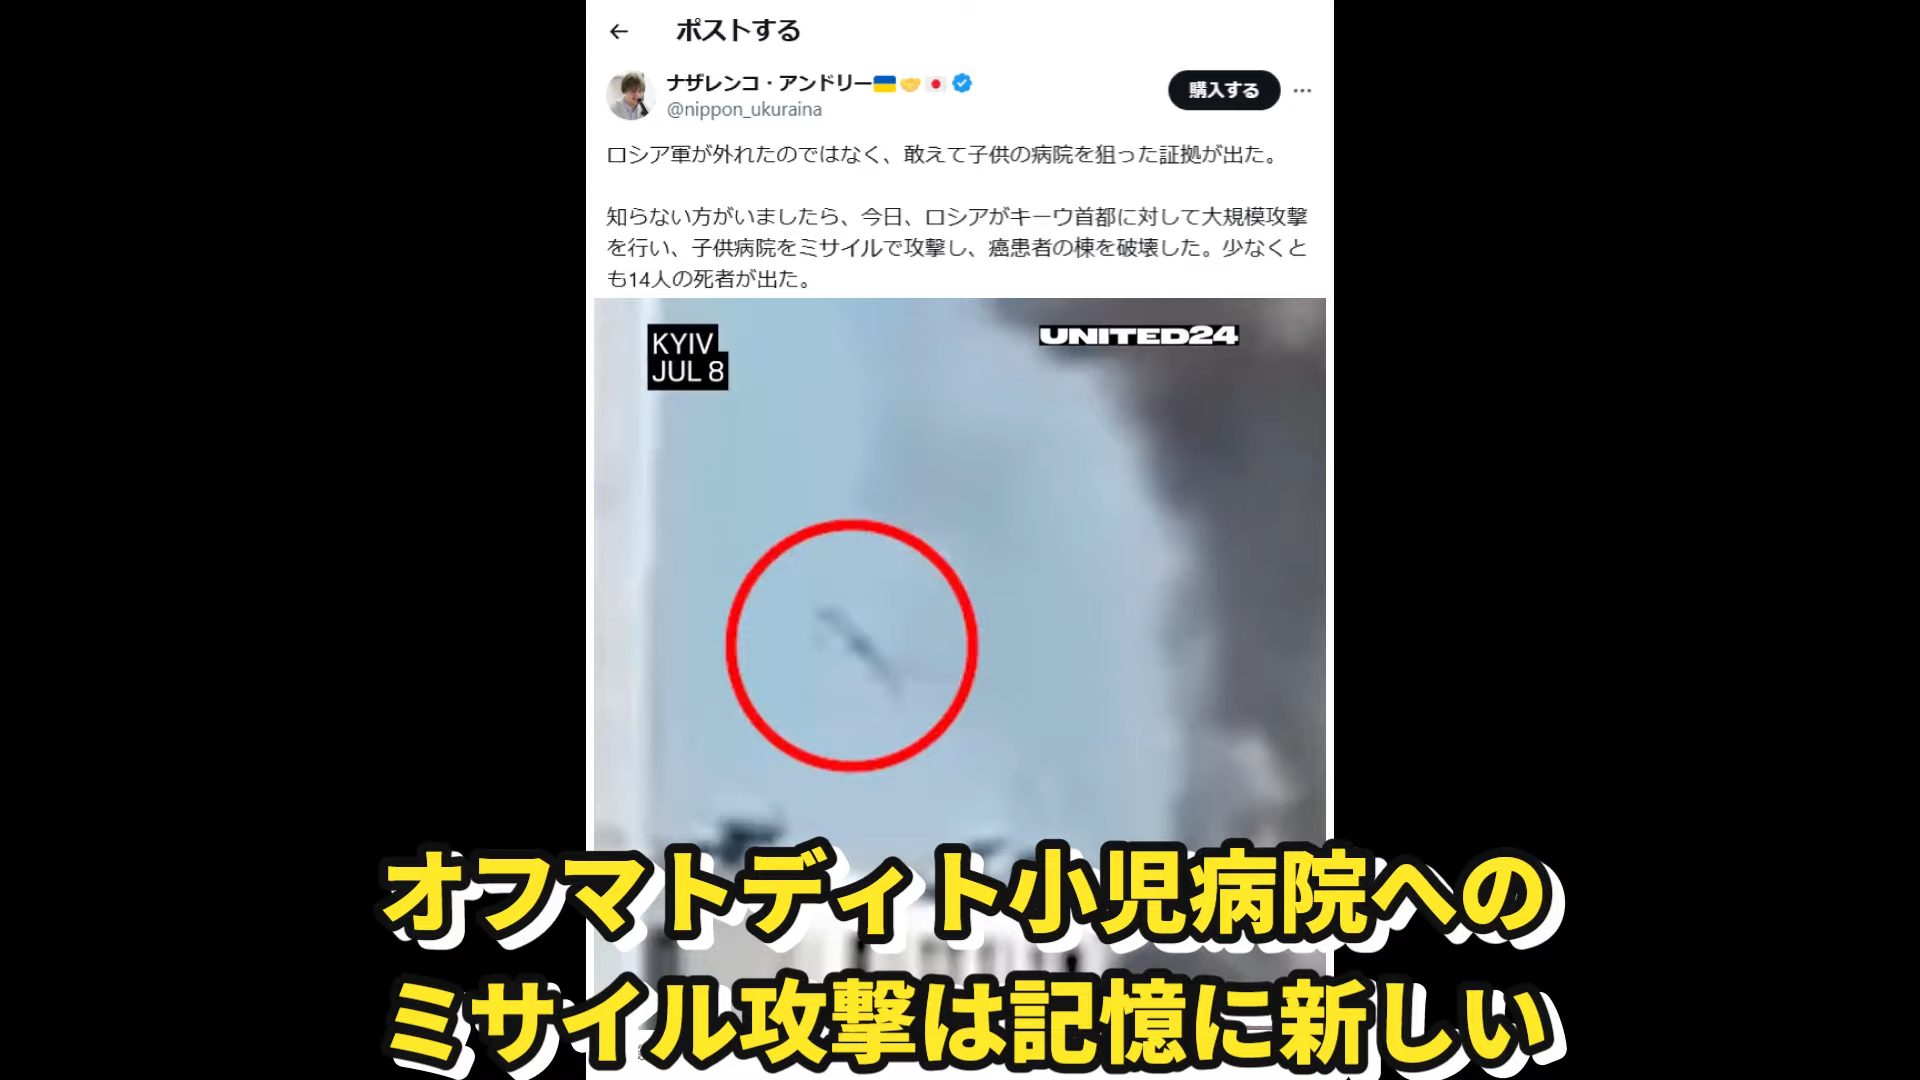 ポストする
ナザレンコ・アンドリー🇺🇦🤝🇯🇵
@nippon_ukuraina
購入する
ロシア軍が外れたのではなく、敢えて子供の病院を狙った証拠が出た。
知らない方がいましたら、今日、ロシアがキーウ首都に対して大規模攻撃
を行い、子供病院をミサイルで攻撃し、癌患者の棟を破壊した。少なくと
も14人の死者が出た。
KYIV
JUL 8
UNITED24
オフマトディト小児病院への
ミサイル攻撃は記憶に新しい